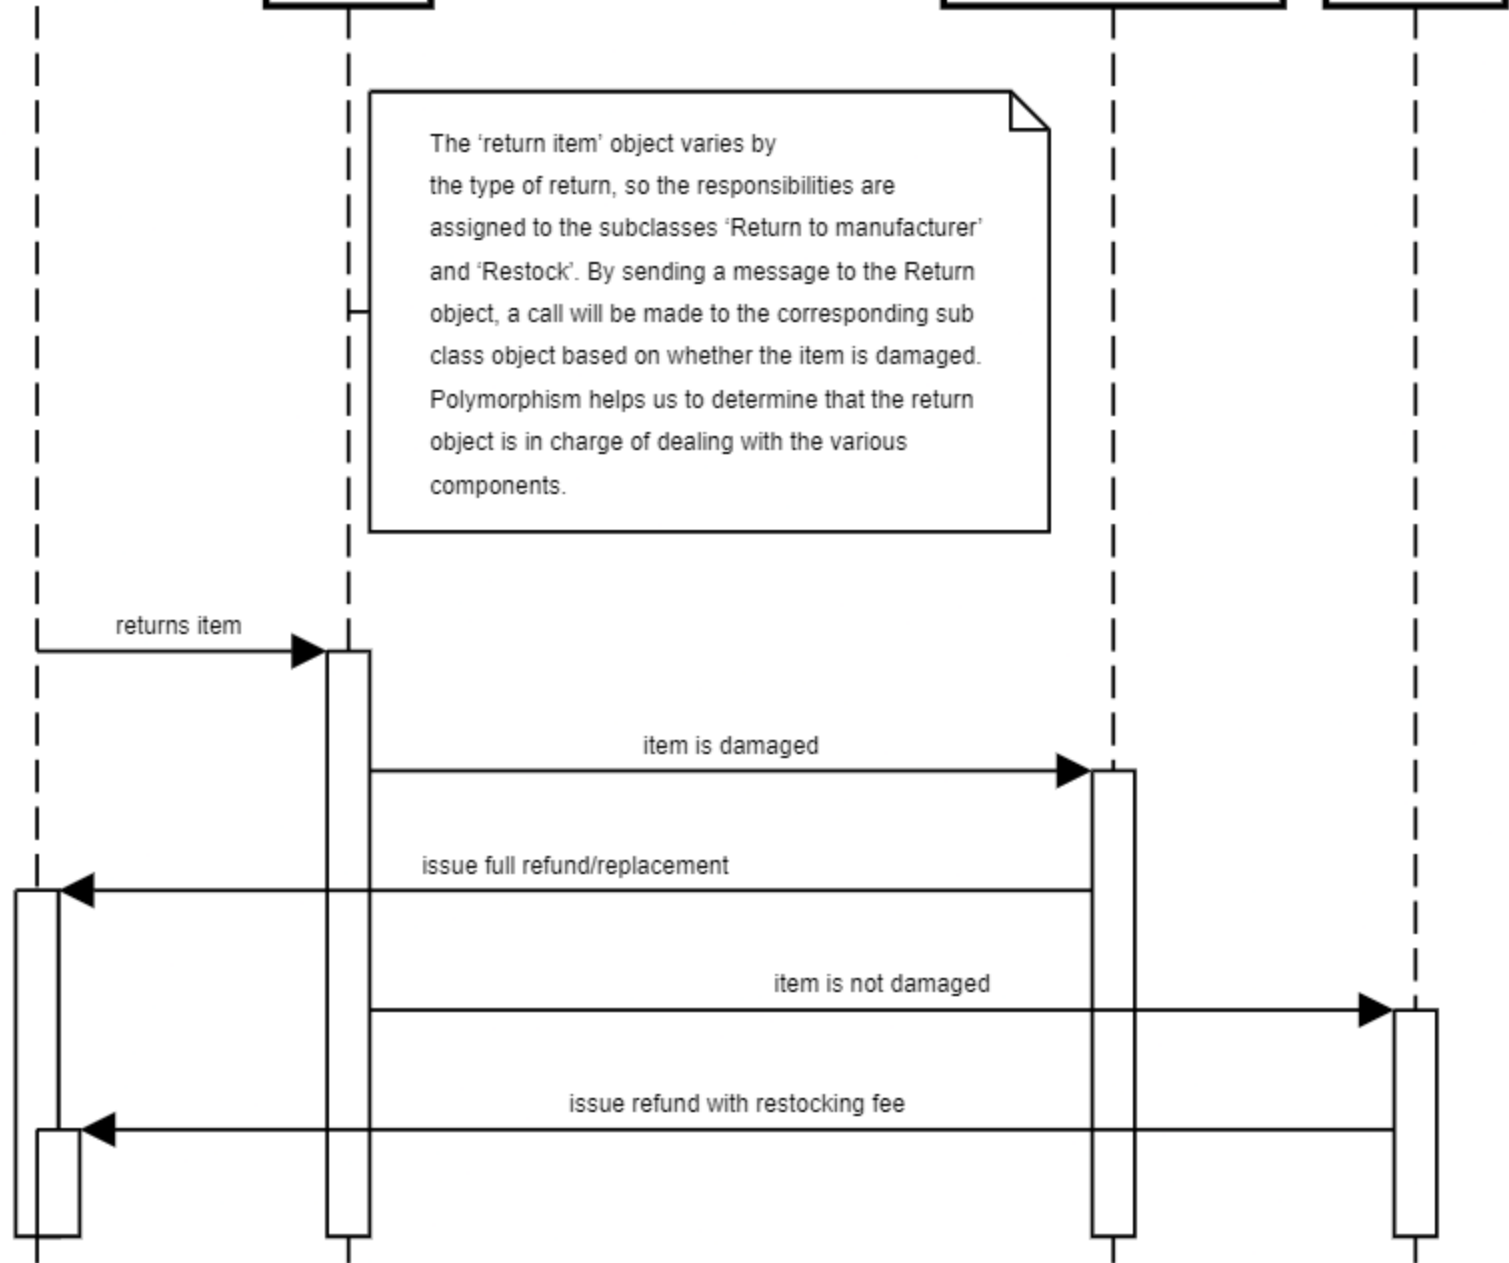 The ‘return item’ object varies by
the type of return, so the responsibilities are
assigned to the subclasses ‘Return to manufacturer’
and ‘Restock’. By sending a message to the Return
object, a call will be made to the corresponding sub
class object based on whether the item is damaged.
Polymorphism helps us to determine that the return
object is in charge of dealing with the various
components.
returns item
item is damaged
issue full refund/replacement
item is not damaged
issue refund with restocking fee